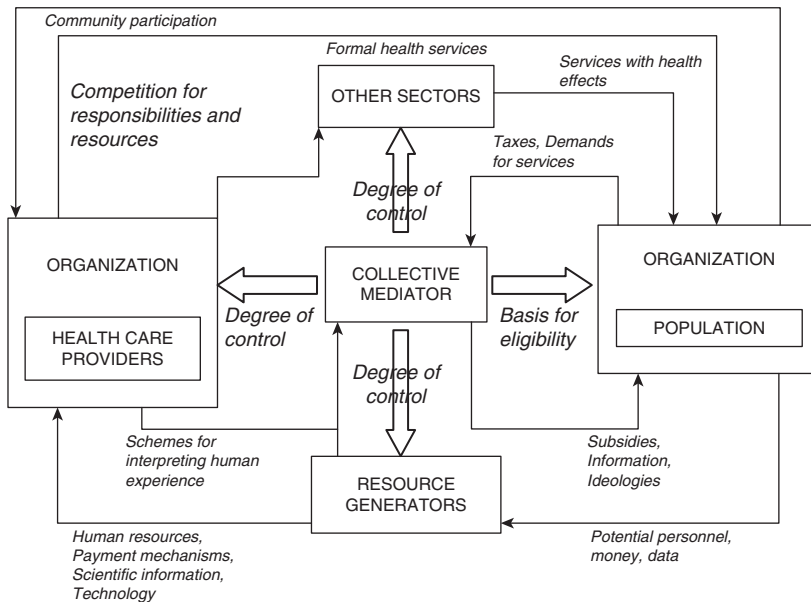 Community participation
Formal health services
Competition for
responsibilities and
resources
OTHER SECTORS
Services with health
effects
Taxes, Demands
for services
Degree of
control
ORGANIZATION
HEALTH CARE
PROVIDERS
Degree of
control
COLLECTIVE
MEDIATOR
Basis for
eligibility
ORGANIZATION
POPULATION
Degree of
control
Schemes for
interpreting human
experience
Subsidies,
Information,
Ideologies
RESOURCE
GENERATORS
Human resources,
Payment mechanisms,
Scientific information,
Technology
Potential personnel,
money, data